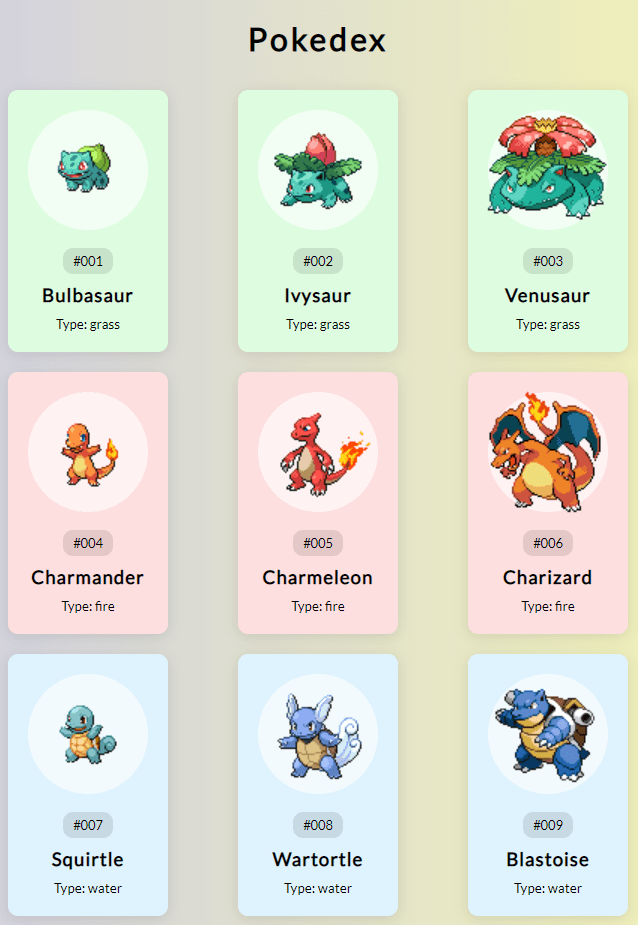 Pokedex
#001
Bulbasaur
Type: grass
#002
Ivysaur
Type: grass
#003
Venusaur
Type: grass
#004
Charmander
Type: fire
#005
Charmeleon
Type: fire
#006
Charizard
Type: fire
#007
Squirtle
Type: water
#008
Wartortle
Type: water
#009
Blastoise
Type: water